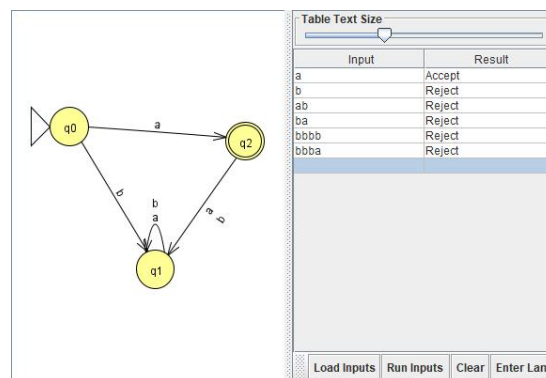 q0
a
q2
b
a
b
b
a
q1
Table Text Size
Input Result
a Accept
b Reject
ab Reject
ba Reject
bbbb Reject
bbba Reject
Load Inputs Run Inputs Clear Enter Lan